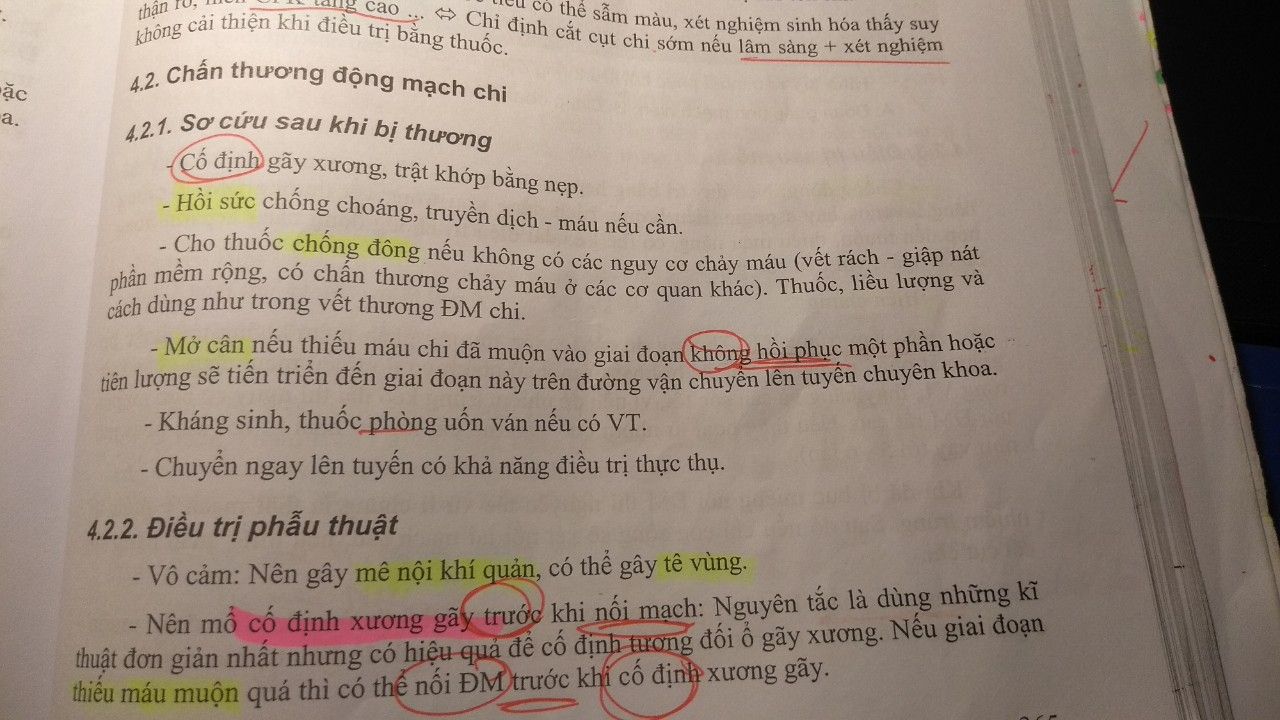 có thể sẫm màu, xét nghiệm sinh hóa thấy suy
thận rõ, tăng cao ... ⇔ Chỉ định cắt cụt chi sớm nếu lâm sàng + xét nghiệm
không cải thiện khi điều trị bằng thuốc.
4.2. Chấn thương động mạch chi
4.2.1. Sơ cứu sau khi bị thương
- Cố định gãy xương, trật khớp bằng nẹp.
- Hồi sức chống choáng, truyền dịch - máu nếu cần.
- Cho thuốc chống đông nếu không có các nguy cơ chảy máu (vết rách - giập nát
phần mềm rộng, có chấn thương chảy máu ở các cơ quan khác). Thuốc, liều lượng và
cách dùng như trong vết thương ĐM chi.
- Mở cân nếu thiếu máu chi đã muộn vào giai đoạn không hồi phục một phần hoặc
tiên lượng sẽ tiến triển đến giai đoạn này trên đường vận chuyển lên tuyến chuyên khoa.
- Kháng sinh, thuốc phòng uốn ván nếu có VT.
- Chuyển ngay lên tuyến có khả năng điều trị thực thụ.
4.2.2. Điều trị phẫu thuật
- Vô cảm: Nên gây mê nội khí quản, có thể gây tê vùng.
- Nên mổ cố định xương gãy trước khi nối mạch: Nguyên tắc là dùng những kĩ
thuật đơn giản nhất nhưng có hiệu quả để cố định tương đối ổ gãy xương. Nếu giai đoạn
thiếu máu muộn quá thì có thể nối ĐM trước khi cố định xương gãy.
ặc
a.